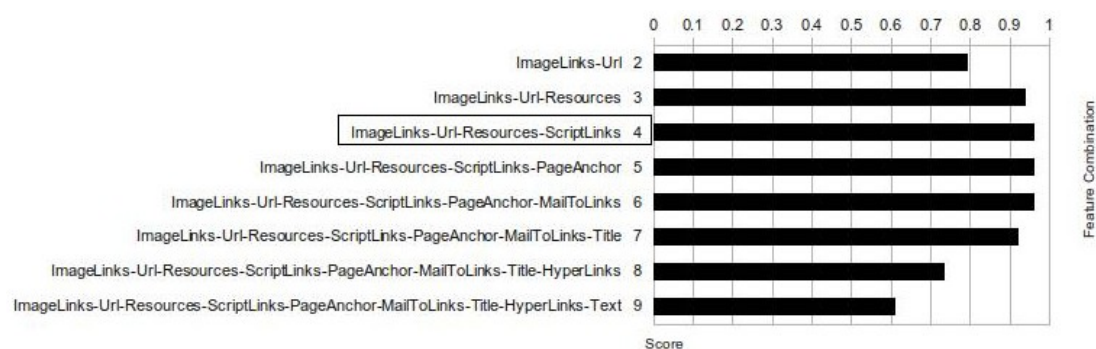 0 0.1 0.2 0.3 0.4 0.5 0.6 0.7 0.8 0.9 1
ImageLinks-Url 2
ImageLinks-Url-Resources 3
ImageLinks-Url-Resources-ScriptLinks 4
ImageLinks-Url-Resources-ScriptLinks-PageAnchor 5
ImageLinks-Url-Resources-ScriptLinks-PageAnchor-MailToLinks 6
ImageLinks-Url-Resources-ScriptLinks-PageAnchor-MailToLinks-Title 7
ImageLinks-Url-Resources-ScriptLinks-PageAnchor-MailToLinks-Title-HyperLinks 8
ImageLinks-Url-Resources-ScriptLinks-PageAnchor-MailToLinks-Title-HyperLinks-Text 9
Score
Feature Combination